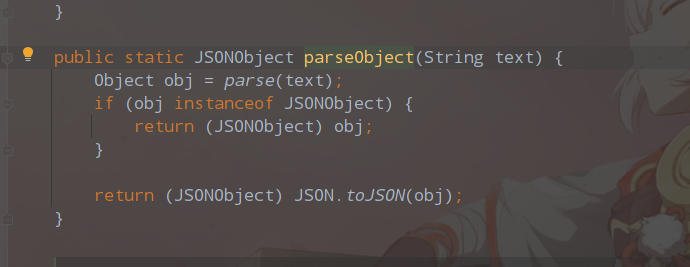 }
public static JSONObject parseObject(String text) {
Object obj = parse(text);
if (obj instanceof JSONObject) {
return (JSONObject) obj;
}
return (JSONObject) JSON.toJSON(obj);
}